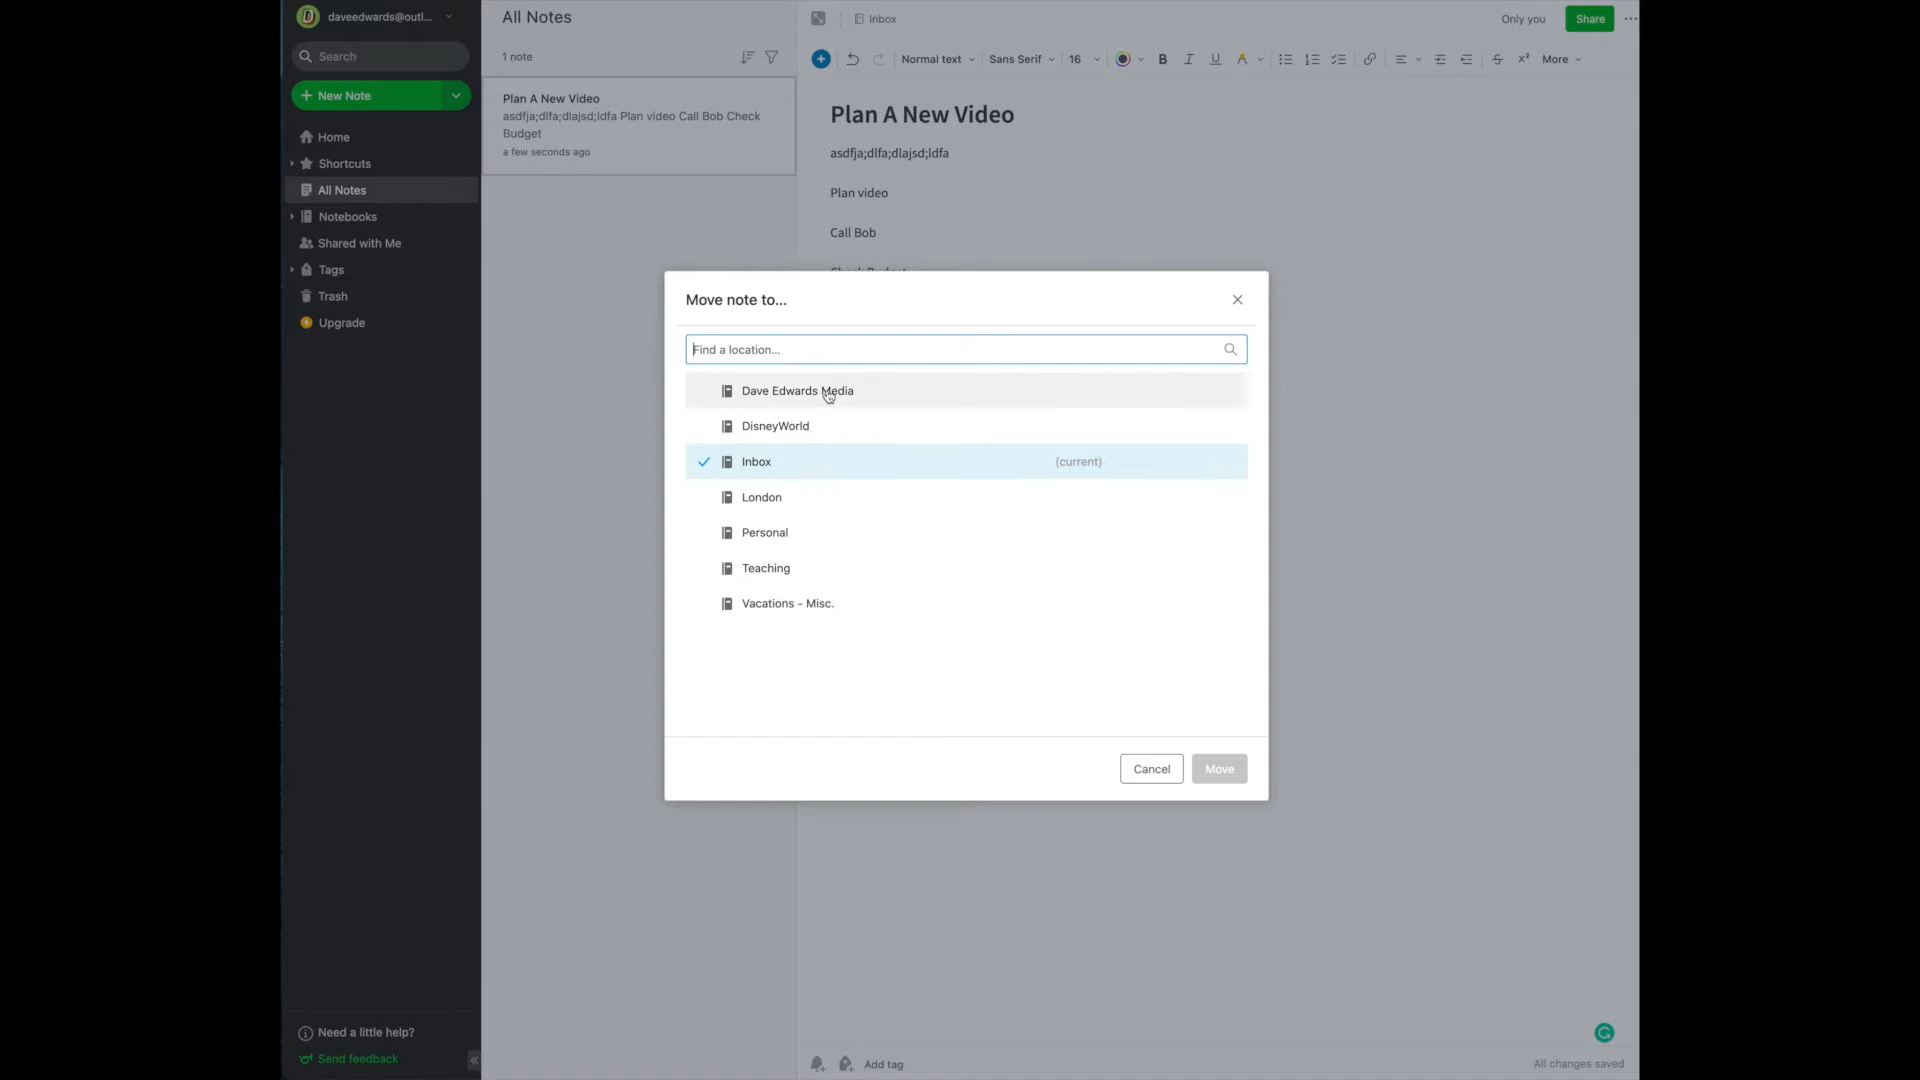 daveedwards@outl...
Search
New Note
Home
Shortcuts
All Notes
Notebooks
Shared with Me
Tags
Trash
Upgrade
Need a little help?
Send feedback
All Notes
1 note
Plan A New Video
asdfja;dlfa;dlajsd;ldfa Plan video Call Bob Check
Budget
a few seconds ago
Inbox
Only you
Share
Normal text
Sans Serif
16
B
I
U
A
More
Plan A New Video
asdfja;dlfa;dlajsd;ldfa
Plan video
Call Bob
Check Budget
Move note to...
Find a location...
Dave Edwards Media
DisneyWorld
Inbox (current)
London
Personal
Teaching
Vacations - Misc.
Cancel
Move
Add tag
All changes saved